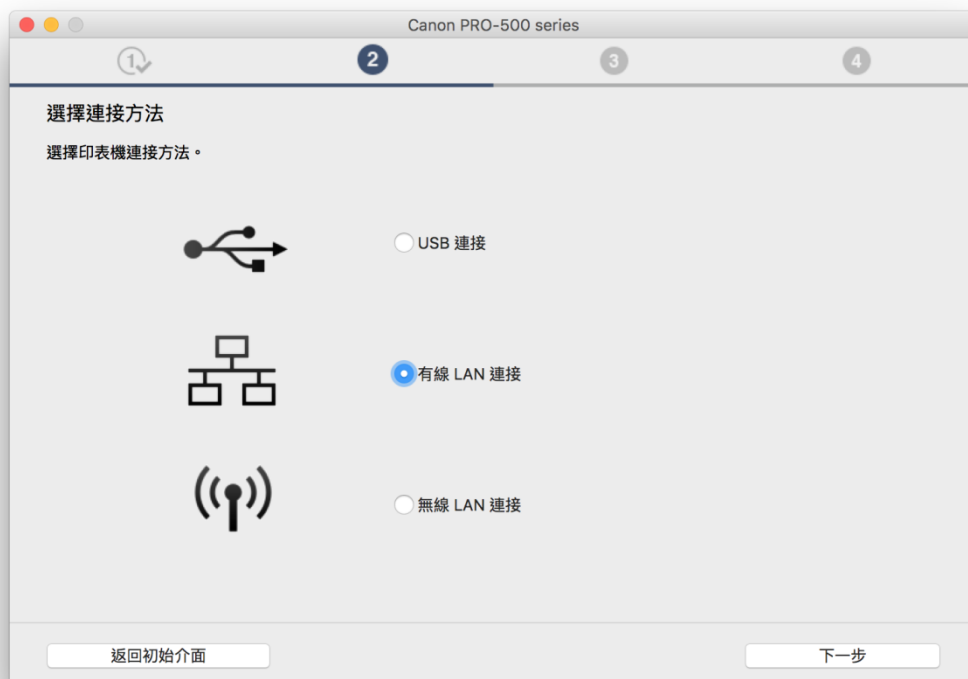 Canon PRO-500 series
1 2 3 4
選擇連接方法
選擇印表機連接方法。
USB 連接
有線 LAN 連接
無線 LAN 連接
返回初始介面 下一步